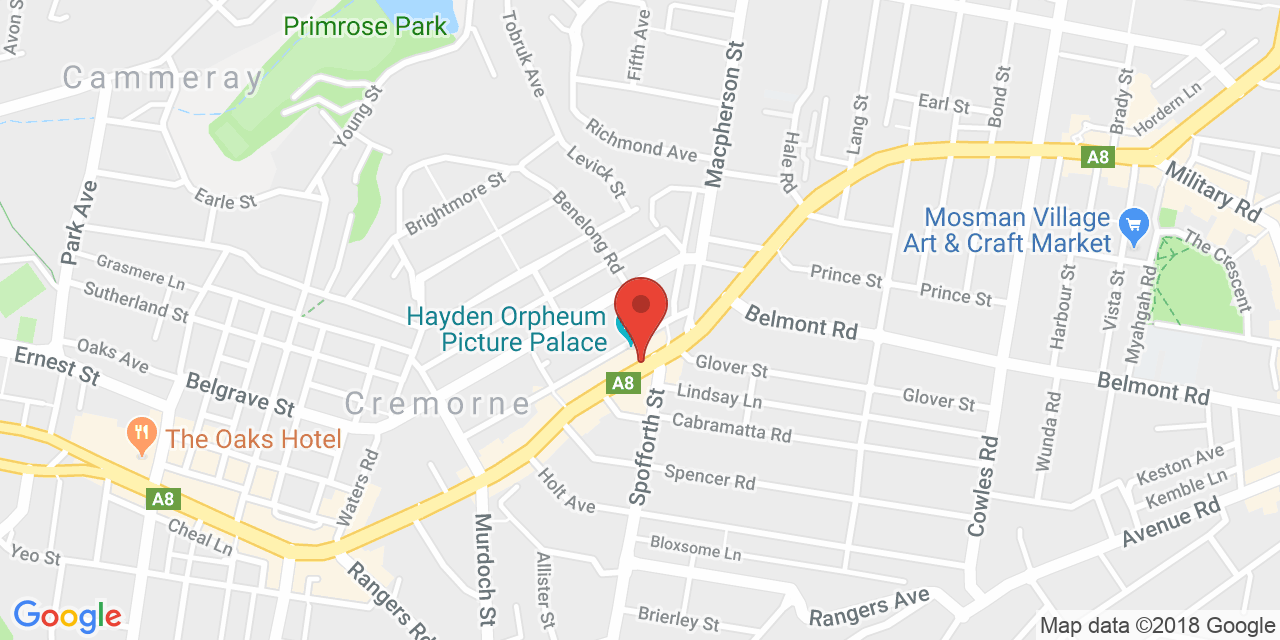 Primrose Park
Avon St
Cammeray
Young St
Tobruk Ave
Fifth Ave
Macpherson St
Richmond Ave
Levick St
Hale Rd
Lang St
Earl St
Bond St
Brady St
Hordern Ln
A8
Military Rd
Park Ave
Earle St
Brightmore St
Benelong Rd
Mosman Village
Art & Craft Market
The Crescent
Grasmere Ln
Sutherland St
Prince St
Prince St
Harbour St
Vista St
Myahgah Rd
Hayden Orpheum
Picture Palace
Belmont Rd
Oaks Ave
Ernest St
Belgrave St
A8
Glover St
Belmont Rd
Cremorne
Lindsay Ln
Glover St
Cabramatta Rd
The Oaks Hotel
Waters Rd
Spofforth St
Spencer Rd
Cowles Rd
Wunda Rd
Keston Ave
Kemble Ln
Avenue Rd
A8
Holt Ave
Cheal Ln
Yeo St
Murdoch St
Allister St
Bloxsome Ln
Rangers Rd
Rangers Ave
Brierley St
Google
Map data ©2018 Google